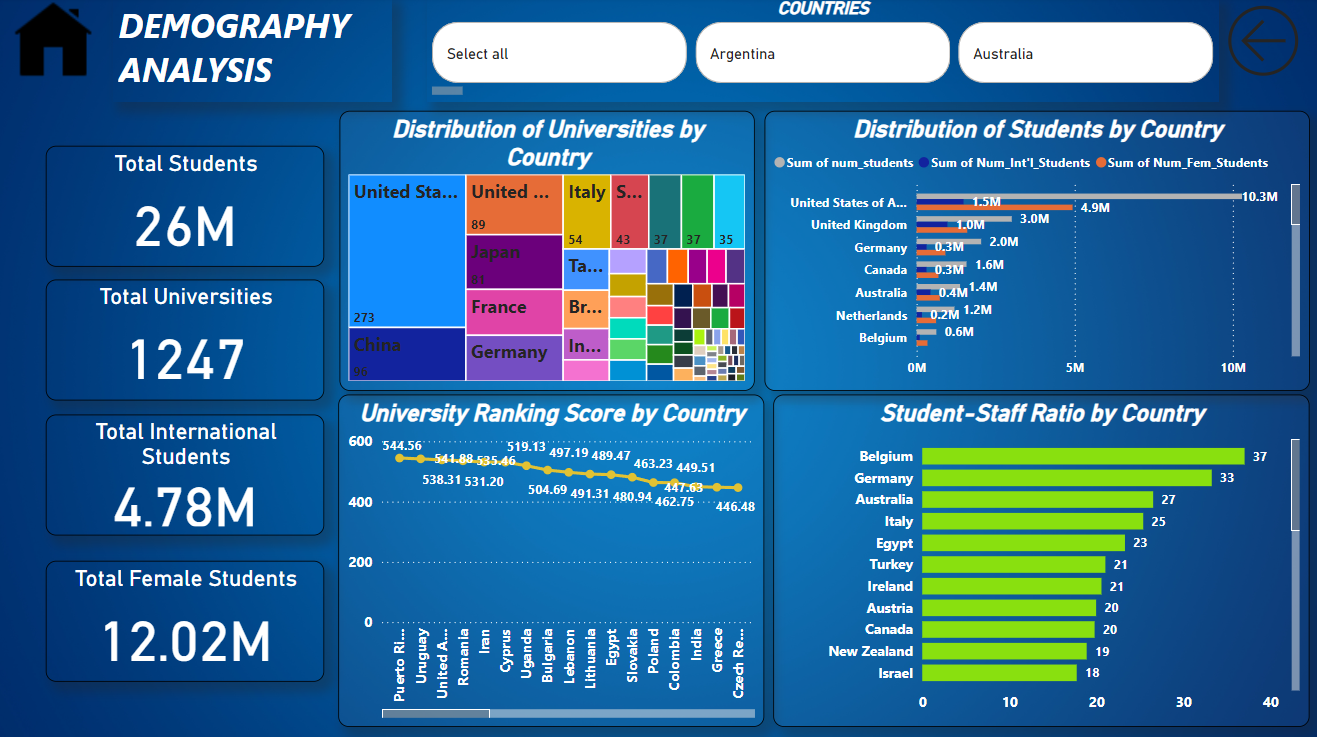 DEMOGRAPHY
ANALYSIS
COUNTRIES
Select all
Argentina
Australia
Total Students
26M
Total Universities
1247
Total International
Students
4.78M
Total Female Students
12.02M
Distribution of Universities by
Country
United Sta...
273
China
96
United ...
89
Japan
81
France
Germany
Italy
54
Ta...
Br...
In...
S...
43
37
37
35
Distribution of Students by Country
Sum of num_students
Sum of Num_Int'l_Students
Sum of Num_Fem_Students
United States of A...
10.3M
1.5M
4.9M
United Kingdom
3.0M
1.0M
Germany
2.0M
0.3M
Canada
1.6M
0.3M
Australia
1.4M
0.4M
Netherlands
1.2M
0.2M
Belgium
0.6M
0M
5M
10M
University Ranking Score by Country
600
400
200
0
544.56
538.31
541.88
531.20
535.46
519.13
504.69
497.19
491.31
489.47
480.94
463.23
462.75
447.63
449.51
446.48
Puerto Ri...
Uruguay
United A...
Romania
Iran
Cyprus
Uganda
Bulgaria
Lebanon
Lithuania
Egypt
Slovakia
Poland
Colombia
India
Greece
Czech Re...
Student-Staff Ratio by Country
Belgium 37
Germany 33
Australia 27
Italy 25
Egypt 23
Turkey 21
Ireland 21
Austria 20
Canada 20
New Zealand 19
Israel 18
0 10 20 30 40